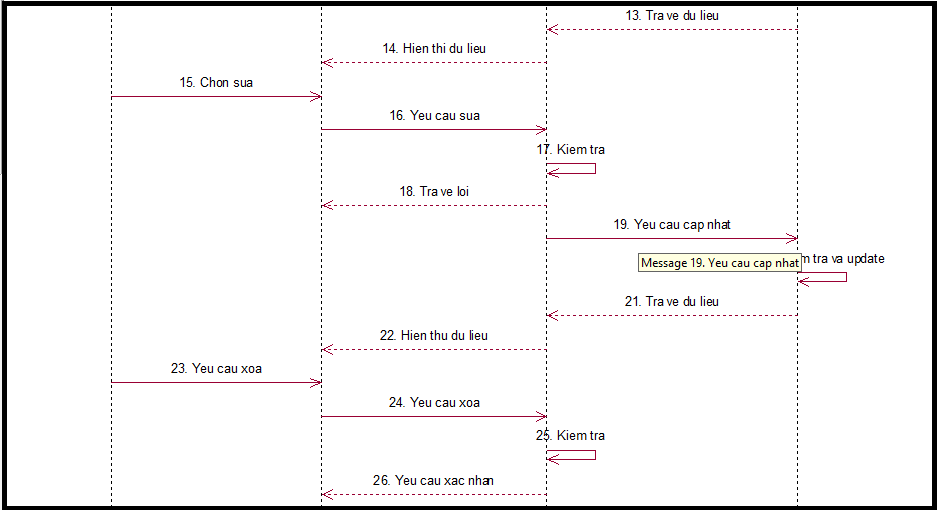 13. Tra ve du lieu
14. Hien thi du lieu
15. Chon sua
16. Yeu cau sua
17. Kiem tra
18. Tra ve loi
19. Yeu cau cap nhat
Message 19. Yeu cau cap nhat
tra va update
21. Tra ve du lieu
22. Hien thu du lieu
23. Yeu cau xoa
24. Yeu cau xoa
25. Kiem tra
26. Yeu cau xac nhan